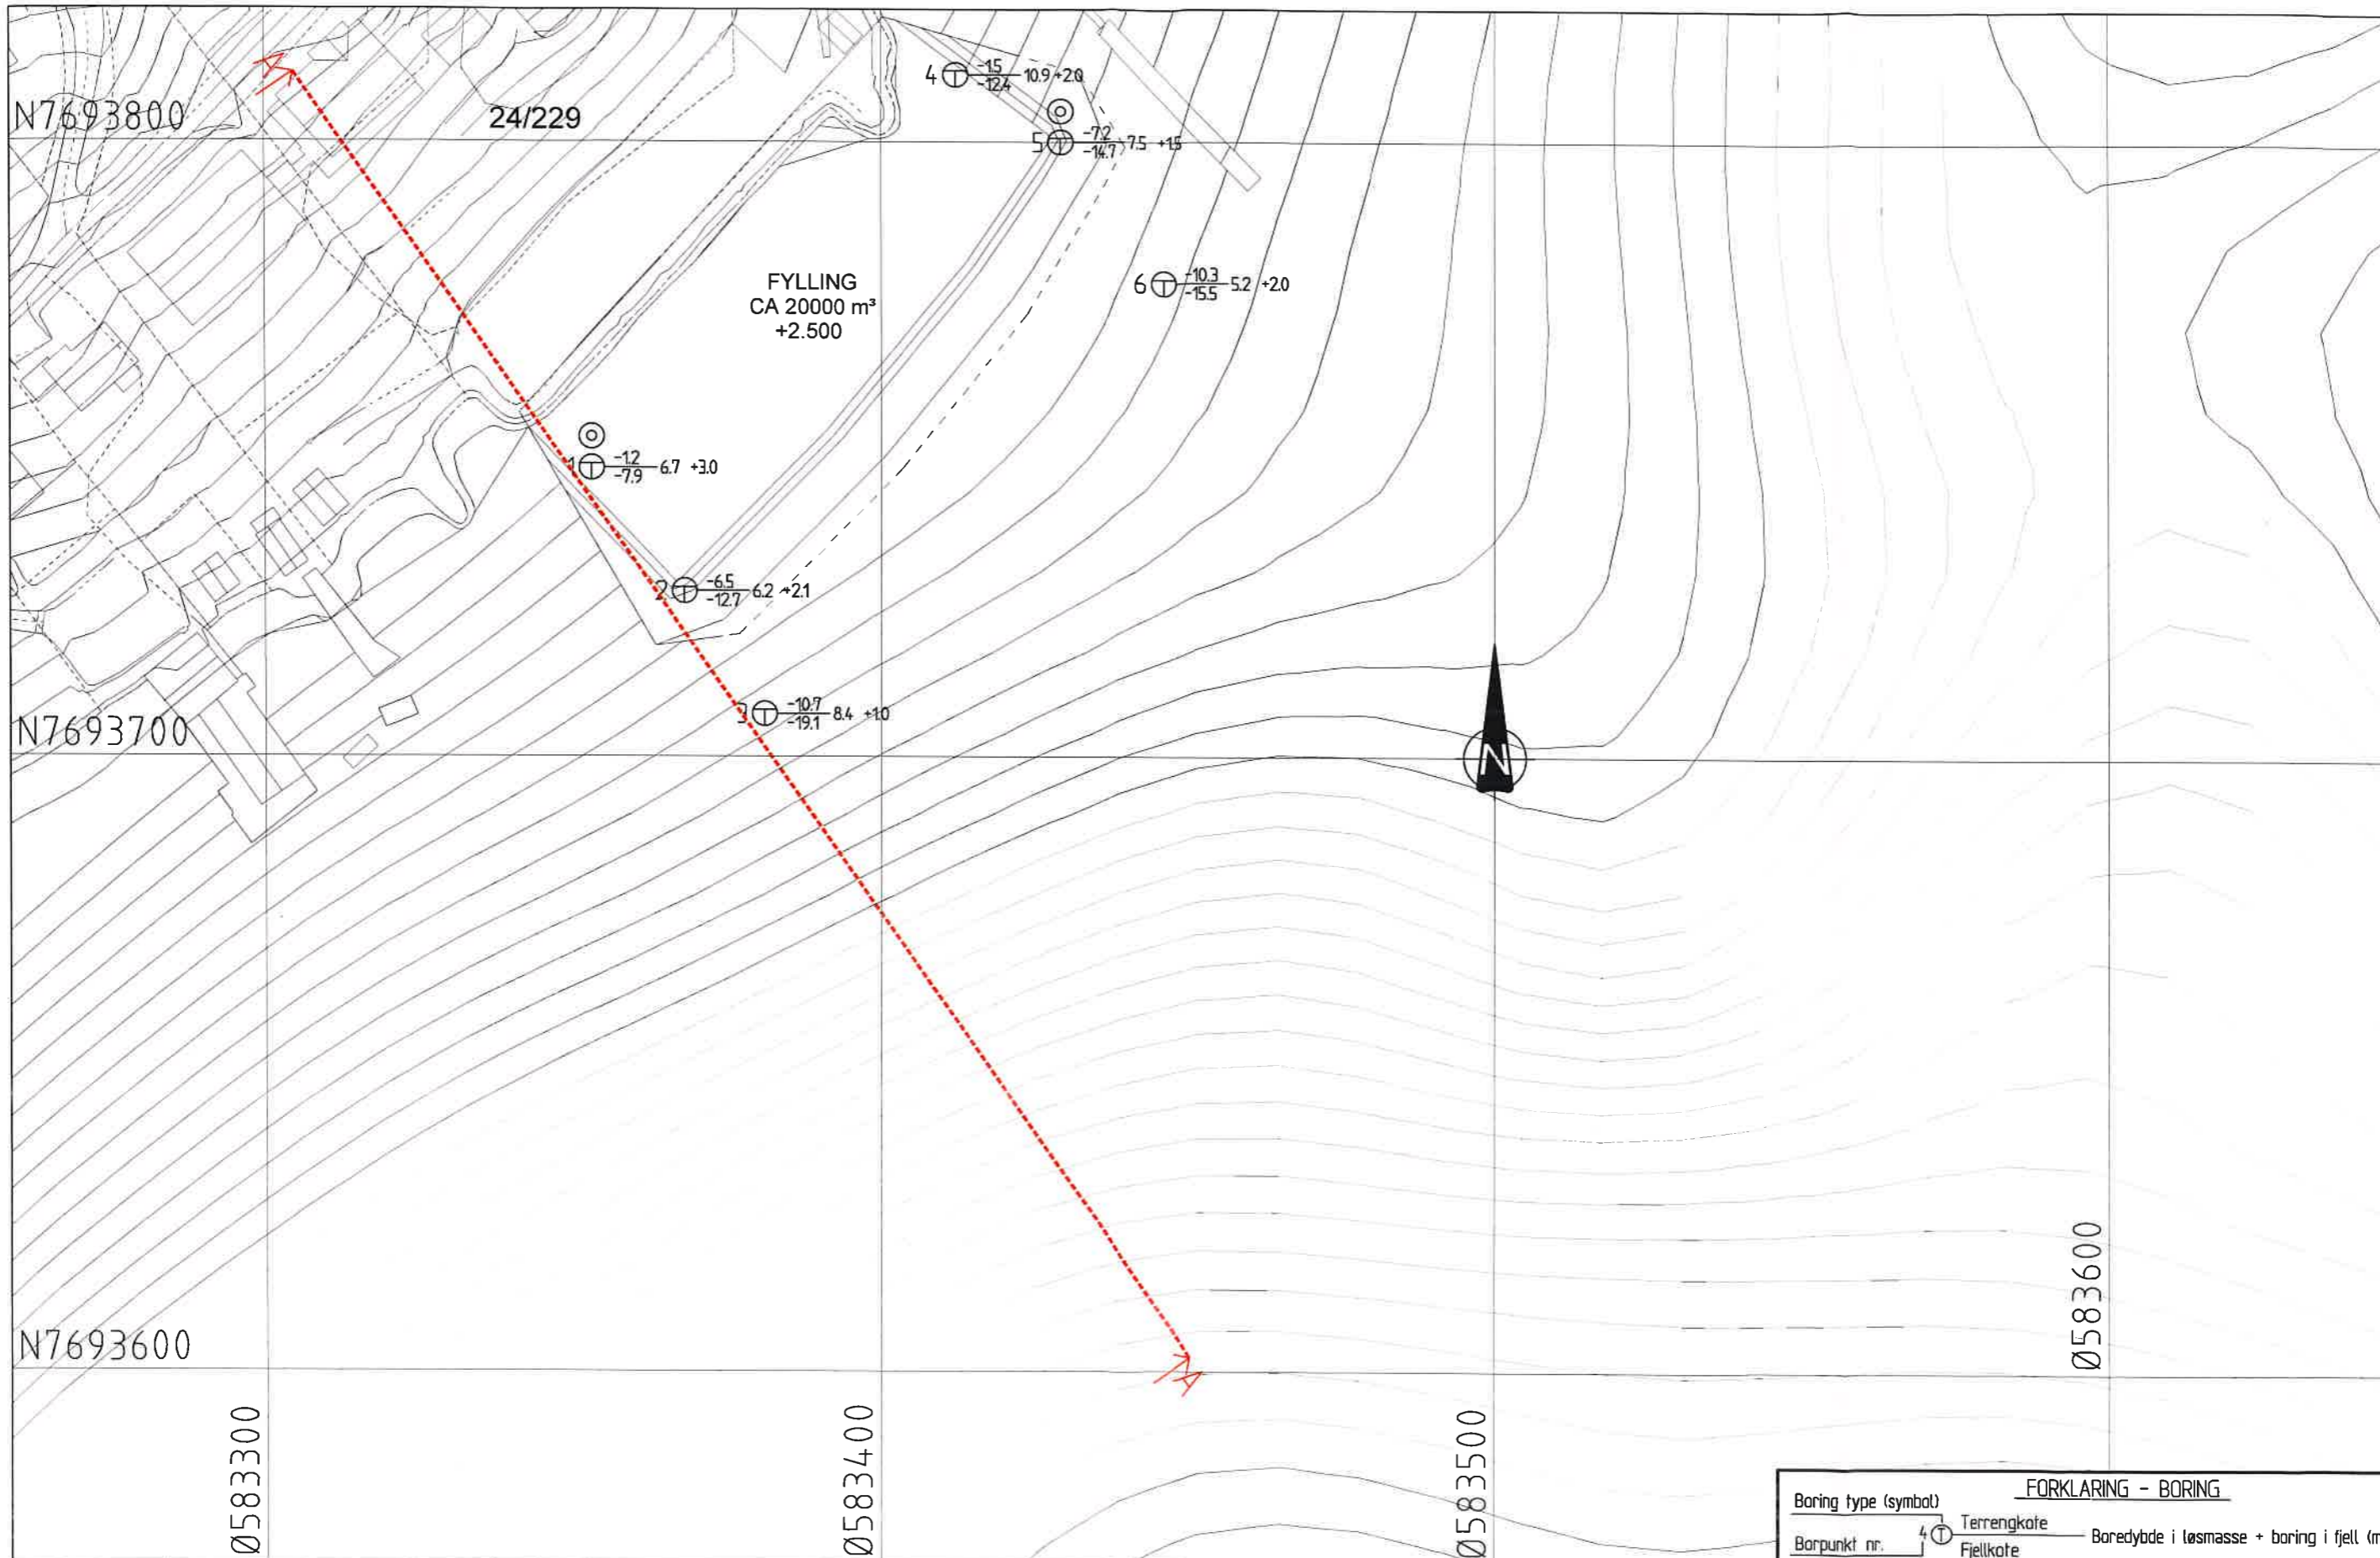 A
N7693800
24/229
4 -1.5 10.9 +2.0
-12.4
5 -7.2 7.5 +1.5
-14.7
FYLLING
CA 20000 m³
+2.500
6 -10.3 5.2 +2.0
-15.5
1 -1.2 6.7 +3.0
-7.9
2 -6.5 6.2 +2.1
-12.7
3 -10.7 8.4 +1.0
-19.1
N7693700
N
N7693600
A
Ø583300
Ø583400
Ø583500
Ø583600
FORKLARING - BORING
Boring type (symbol)
Borpunkt nr. 4 T Terrengkote
Fjellkote
Boredybde i løsmasse + boring i fjell (m